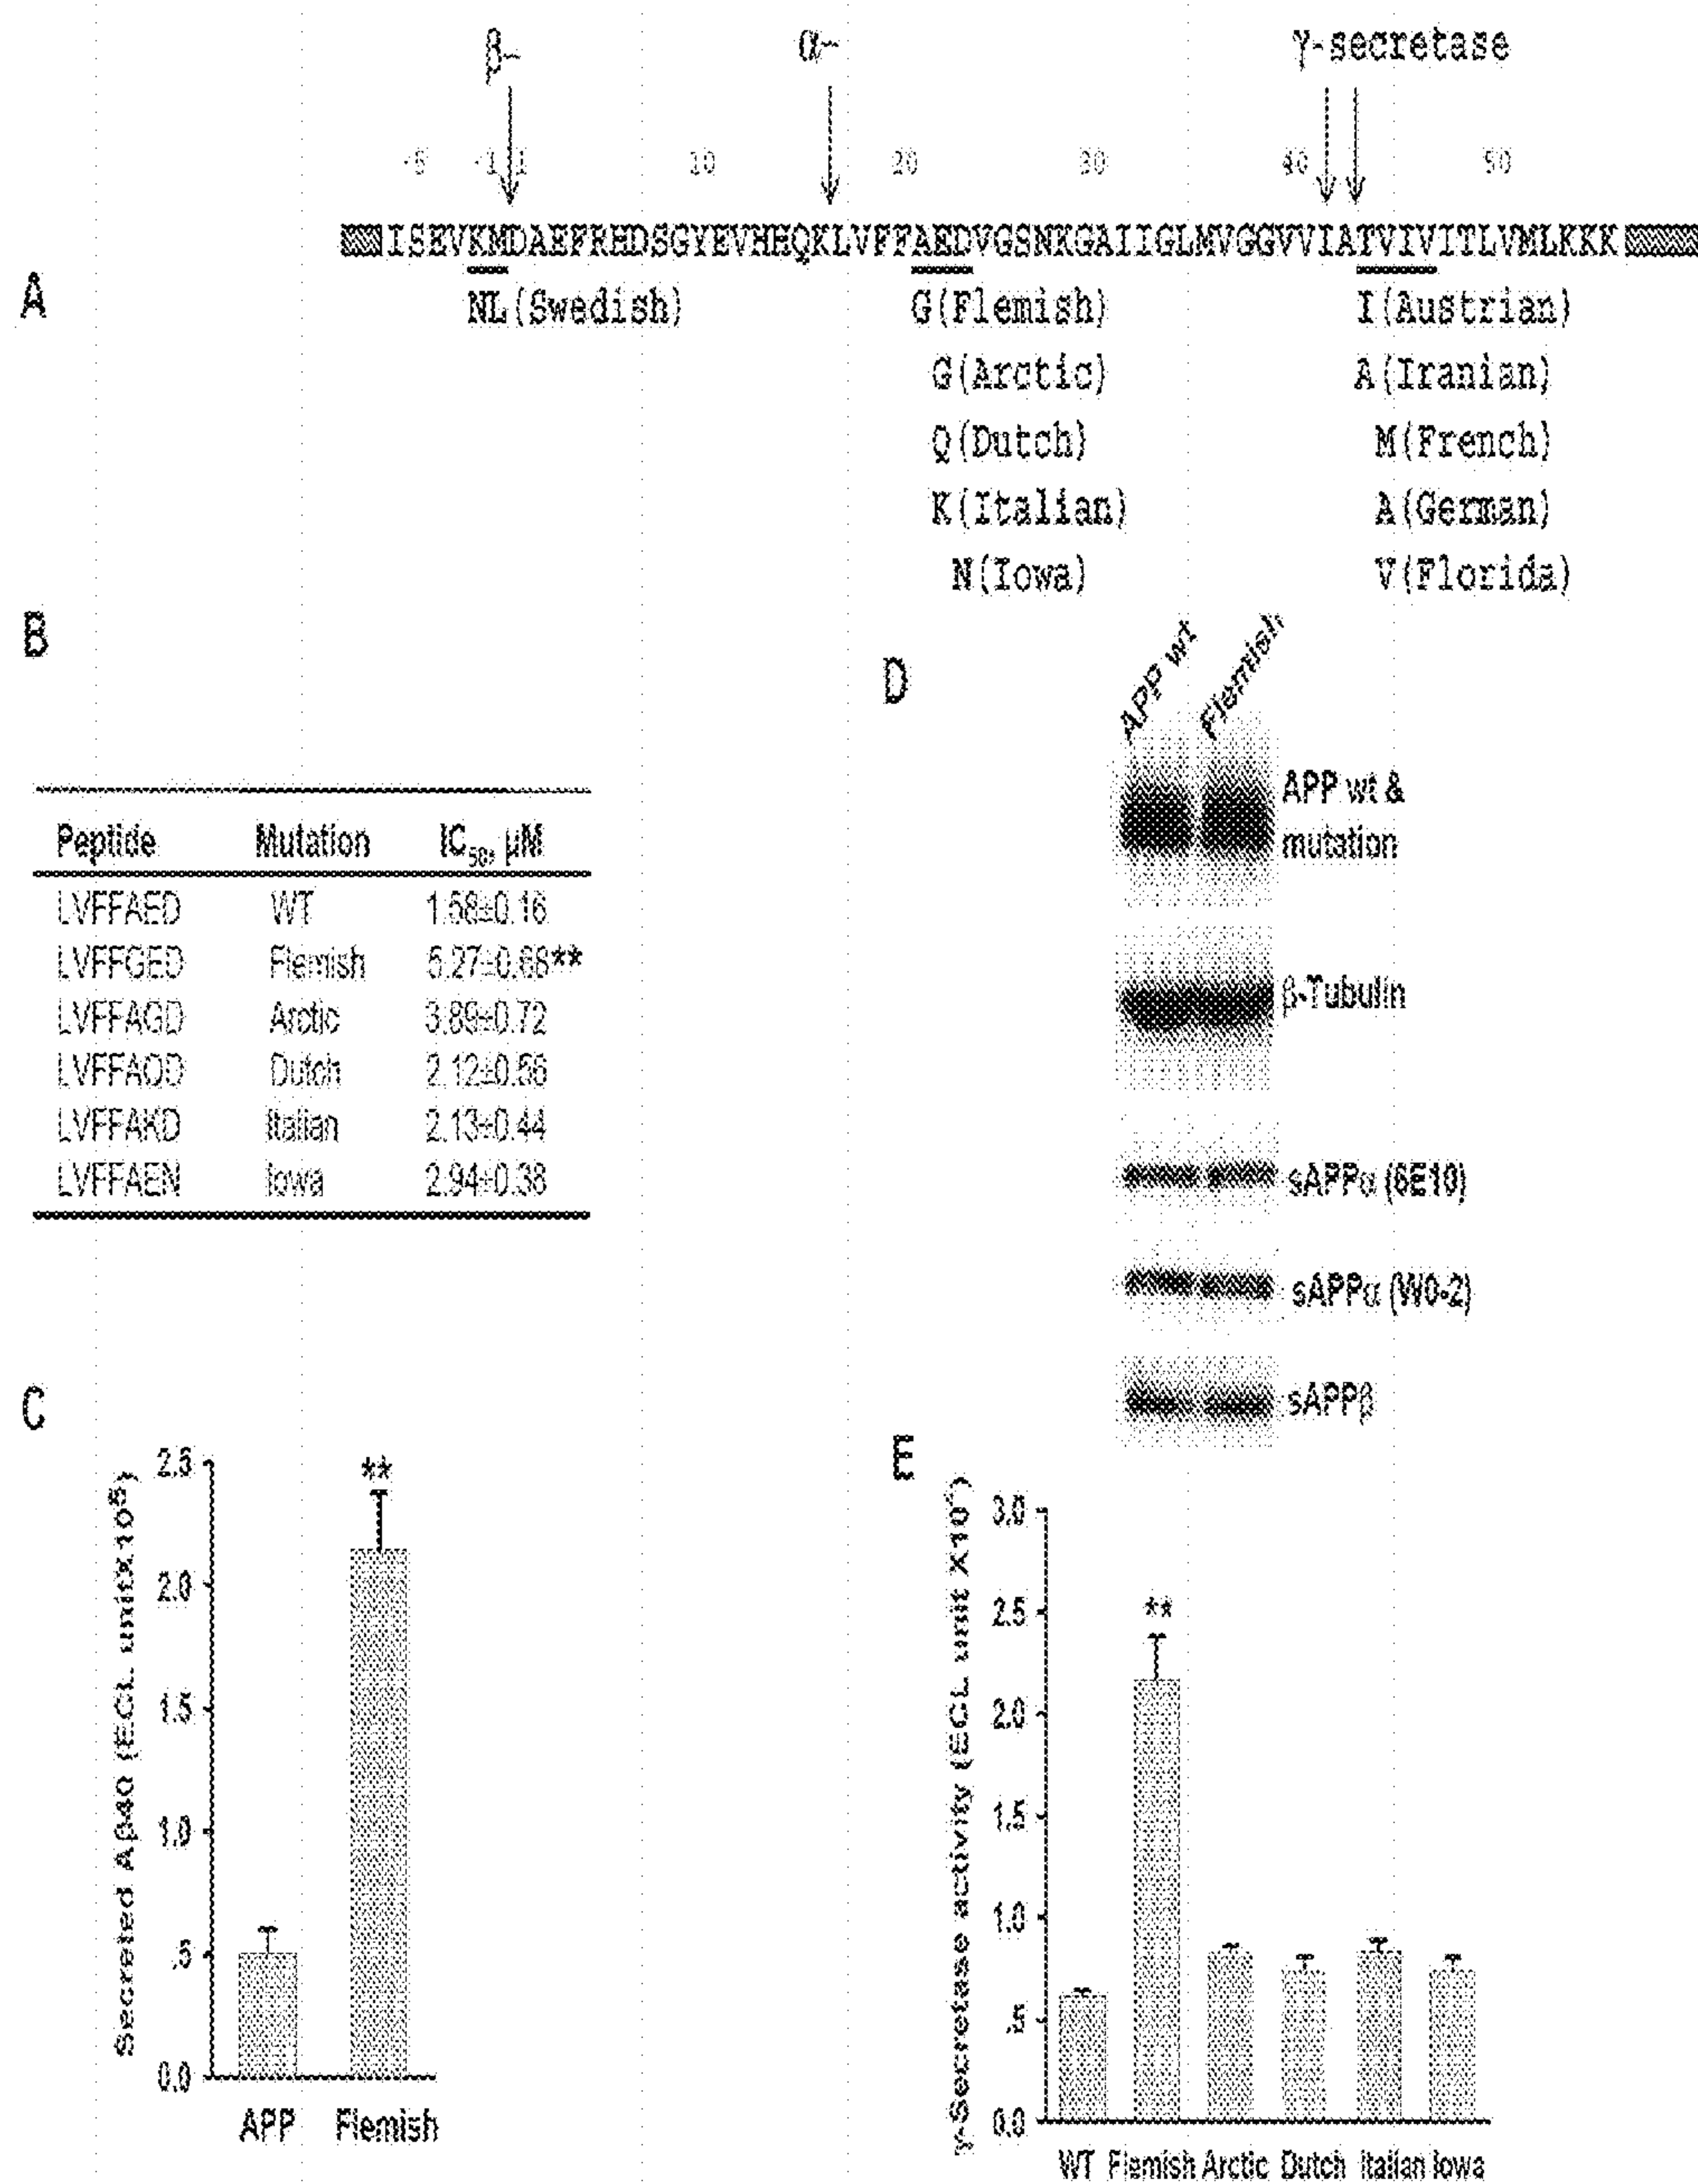 β- α- γ-secretase
-5 -1 1 10 20 30 40 50
ISEVKMDAEFRHDSGYEVHHQKLVFFAEDVGSNKGAIIGLMVGGVVIATVIVITLVMLKKK
A
NL(Swedish) G(Flemish) I(Austrian)
G(Arctic) A(Iranian)
Q(Dutch) M(French)
K(Italian) A(German)
N(Iowa) V(Florida)
B
Peptide Mutation IC50, µM
LVFFAED WT 1.58±0.16
LVFFGED Flemish 5.27±0.68**
LVFFAGD Arctic 3.89±0.72
LVFFAQD Dutch 2.12±0.56
LVFFAKD Italian 2.13±0.44
LVFFAEN Iowa 2.94±0.38
C
Secreted Aβ40 (ECL unitX10⁵)
2.5
2.0
1.5
1.0
.5
0.0
**
APP Flemish
D
APP wt Flemish
APP wt &
mutation
β-Tubulin
sAPPα (6E10)
sAPPα (W0-2)
sAPPβ
E
γ-Secretase activity (ECL unit X10
3.0
2.5
2.0
1.5
1.0
.5
0.0
**
WT Flemish Arctic Dutch Italian Iowa